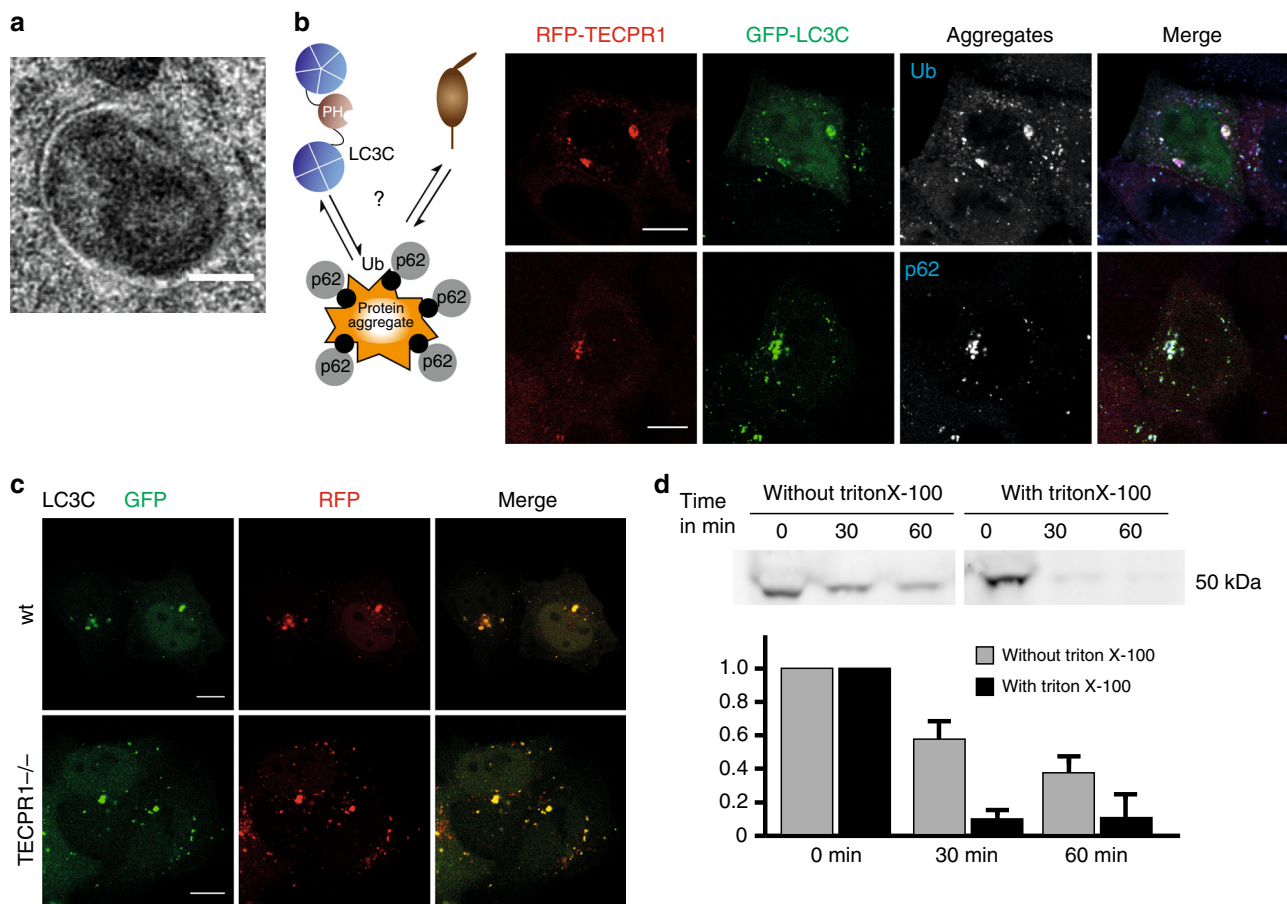 a
b
PH
LC3C
?
Ub
p62
p62
p62
p62
p62
Protein
aggregate
RFP-TECPR1
GFP-LC3C
Aggregates
Merge
Ub
p62
c
LC3C GFP
RFP
Merge
wt
TECPR1–/–
d
Time
in min
Without tritonX-100
With tritonX-100
0 30 60
0 30 60
50 kDa
1.0
0.8
0.6
0.4
0.2
0
Without triton X-100
With triton X-100
0 min
30 min
60 min